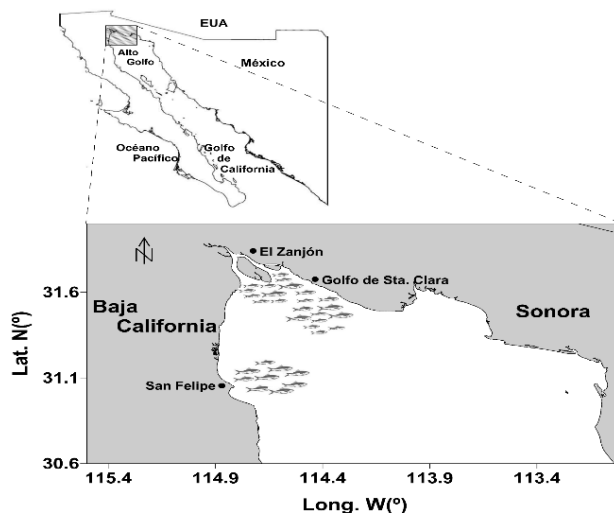 EUA
Alto
Golfo
México
Océano
Pacífico
Golfo
de
California
N
El Zanjón
Golfo de Sta. Clara
Baja
California
Sonora
San Felipe
Lat. N(º)
31.6
31.1
30.6
115.4 114.9 114.4 113.9 113.4
Long. W(º)